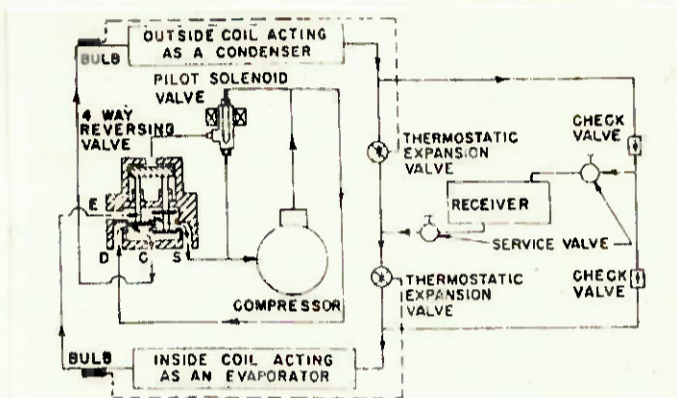 OUTSIDE COIL ACTING
AS A CONDENSER
BULB
PILOT SOLENOID
VALVE
4 WAY
REVERSING
VALVE
CHECK
VALVE
THERMOSTATIC
EXPANSION
VALVE
RECEIVER
E
D
C
S
SERVICE VALVE
COMPRESSOR
THERMOSTATIC
EXPANSION
VALVE
CHECK
VALVE
BULB
INSIDE COIL ACTING
AS AN EVAPORATOR